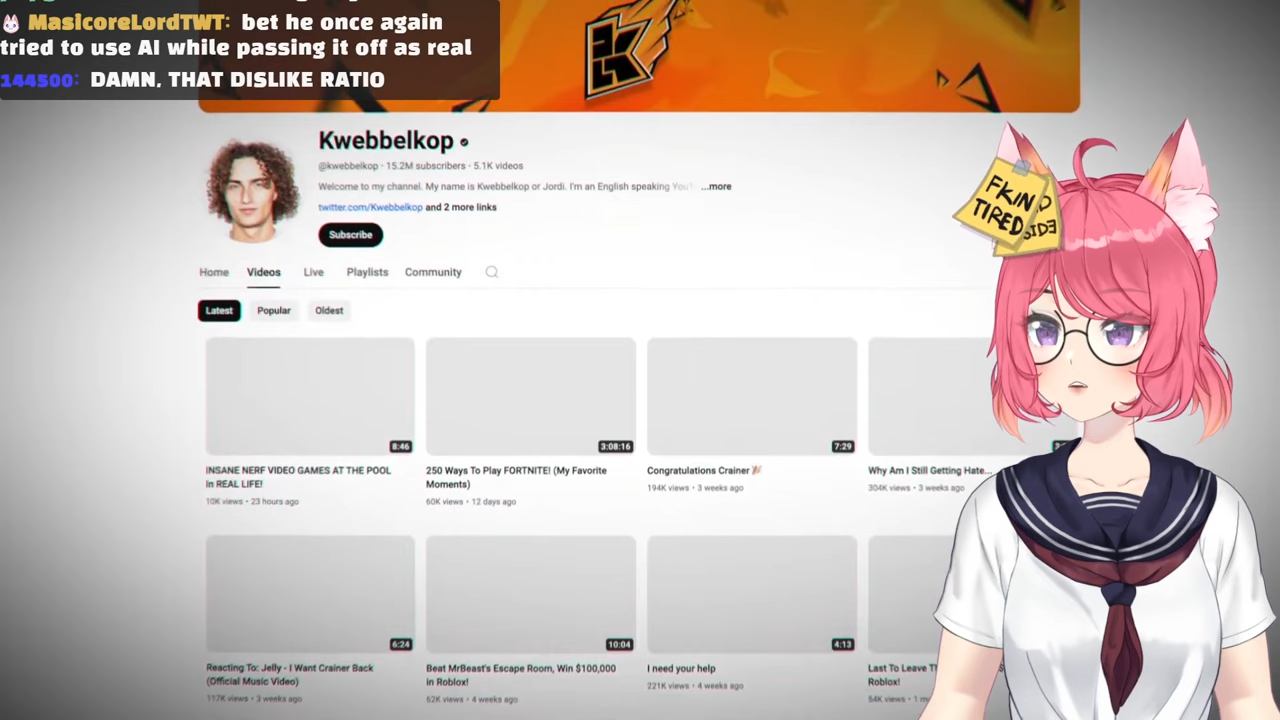 MasicoreLordTWT: bet he once again
tried to use AI while passing it off as real
144500: DAMN, THAT DISLIKE RATIO
Kwebbelkop
@kwebbelkop · 15.2M subscribers · 5.1K videos
Welcome to my channel. My name is Kwebbelkop or Jordi. I'm an English speaking You ...more
twitter.com/Kwebbelkop and 2 more links
Subscribe
Home Videos Live Playlists Community
Latest Popular Oldest
8:46 3:08:16 7:29
INSANE NERF VIDEO GAMES AT THE POOL
In REAL LIFE!
10K views · 23 hours ago
250 Ways To Play FORTNITE! (My Favorite
Moments)
60K views · 12 days ago
Congratulations Crainer
194K views · 3 weeks ago
Why Am I Still Getting Hate...
304K views · 3 weeks ago
6:24 10:04 4:13
Reacting To: Jelly - I Want Crainer Back
(Official Music Video)
117K views · 3 weeks ago
Beat MrBeast's Escape Room, Win $100,000
in Roblox!
62K views · 4 weeks ago
I need your help
221K views · 4 weeks ago
Last To Leave
Roblox!
54K views
FKIN
TIRED